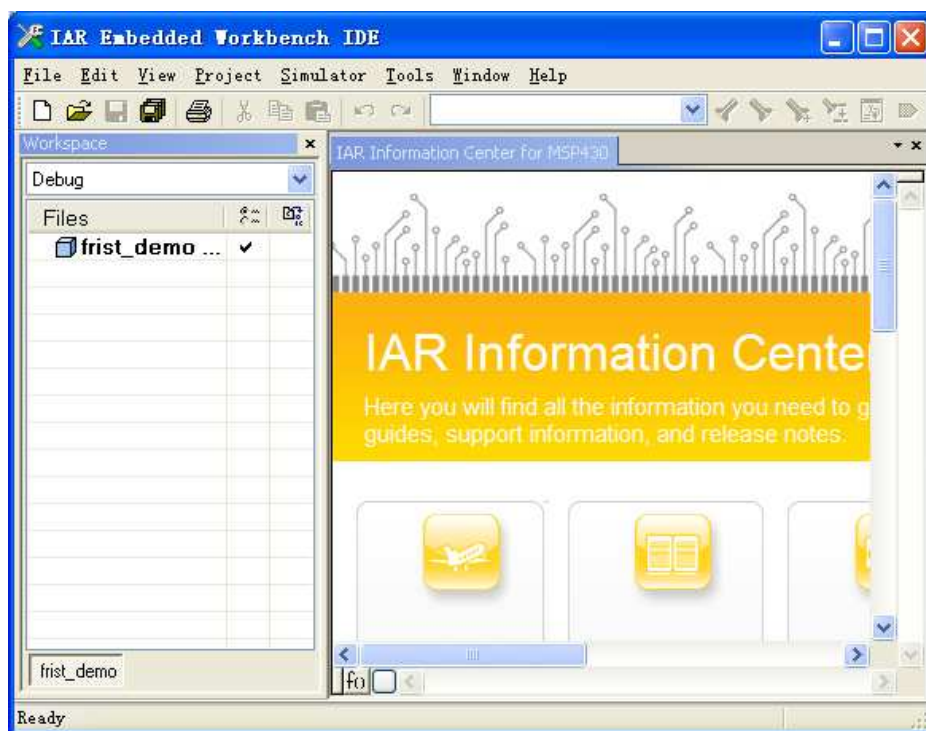 IAR Embedded Workbench IDE
File Edit View Project Simulator Tools Window Help
Workspace
Debug
Files
frist_demo ...
frist_demo
IAR Information Center for MSP430
IAR Information Cente
Here you will find all the information you need to g
guides, support information, and release notes.
fo
Ready